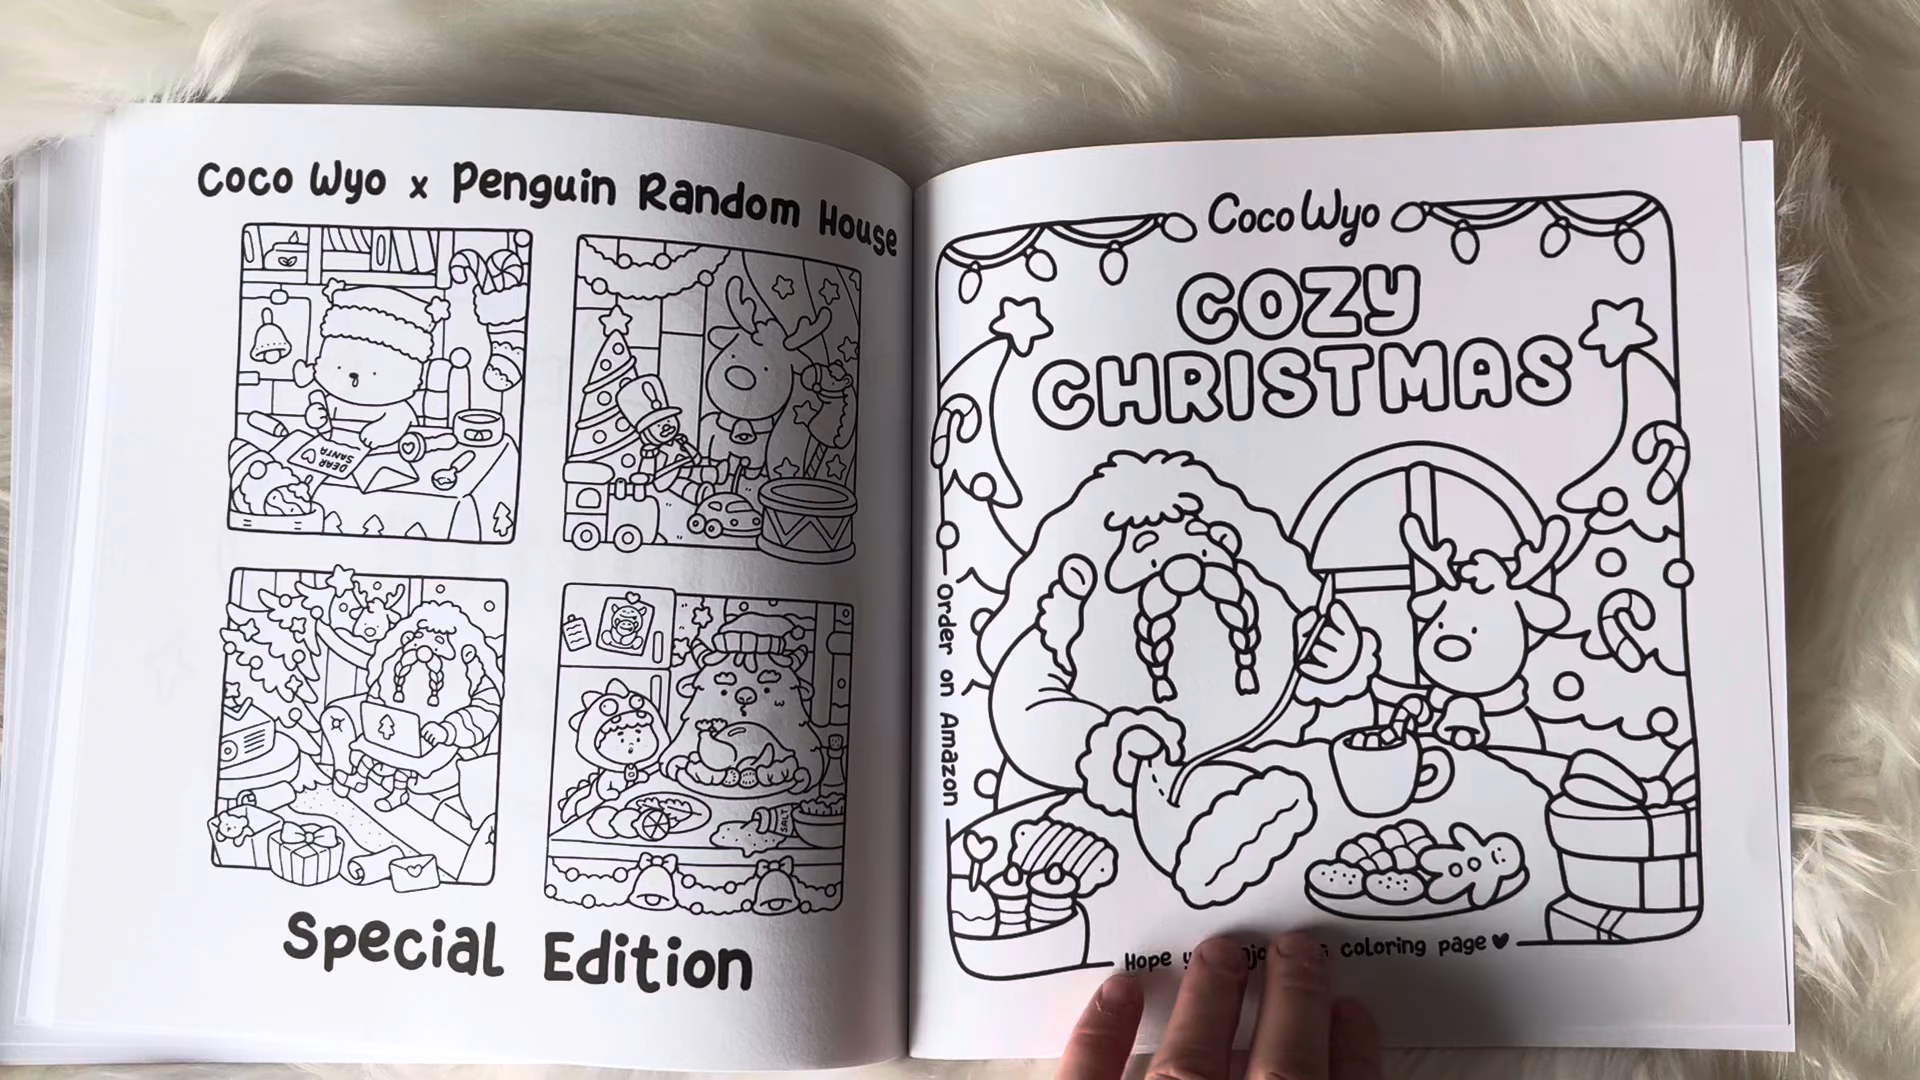 Coco Wyo x Penguin Random House
DEAR
SANTA
SALT
Special Edition
Coco Wyo
COZY
CHRISTMAS
Order on Amazon
Hope coloring page